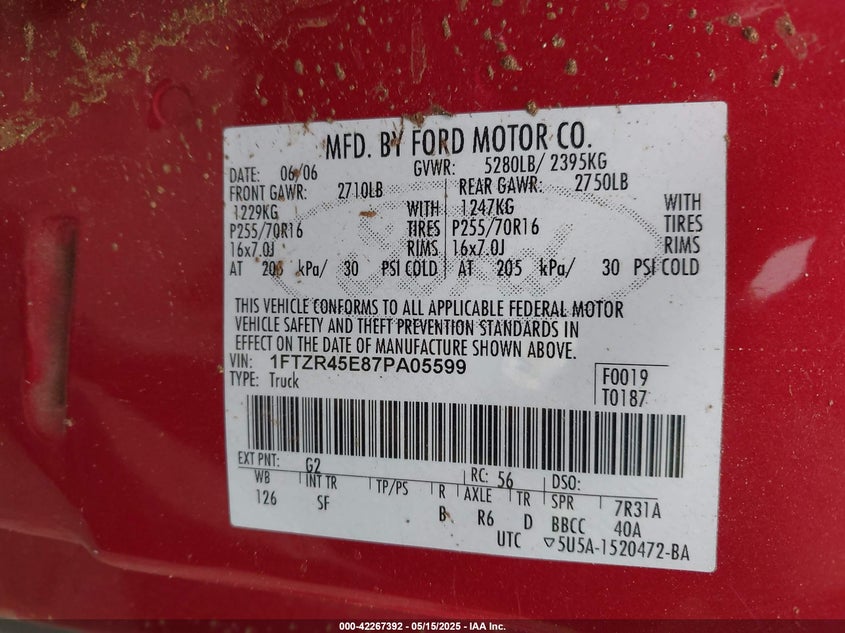 MFD. BY FORD MOTOR CO.
DATE: 06/06 GVWR: 5280LB/ 2395KG
FRONT GAWR: 2710LB REAR GAWR: 2750LB
1229KG WITH 1247KG WITH
P255/70R16 TIRES P255/70R16 TIRES
16x7.0J RIMS 16x7.0J RIMS
AT 205 kPa/ 30 PSI COLD AT 205 kPa/ 30 PSI COLD
THIS VEHICLE CONFORMS TO ALL APPLICABLE FEDERAL MOTOR
VEHICLE SAFETY AND THEFT PREVENTION STANDARDS IN
EFFECT ON THE DATE OF MANUFACTURE SHOWN ABOVE.
VIN: 1FTZR45E87PA05599
TYPE: Truck
F0019
T0187
EXT PNT: G2 RC: 56 DSO:
WB INT TR TP/PS R AXLE TR SPR 7R31A
126 SF B R6 D BBCC 40A
UTC ▽5U5A-1520472-BA
000-42267392 - 05/15/2025 - IAA Inc.